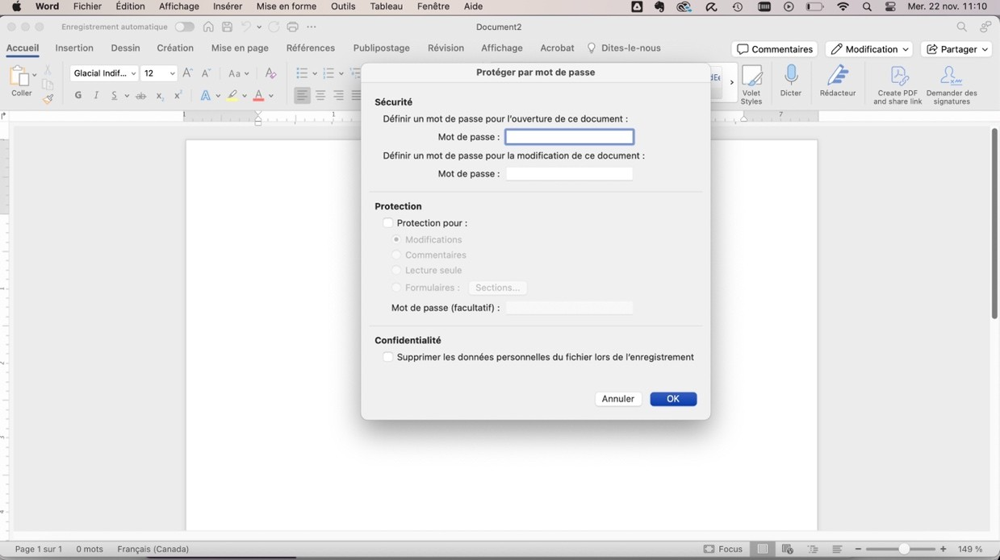 Word Fichier Édition Affichage Insérer Mise en forme Outils Tableau Fenêtre Aide Mer. 22 nov. 11:10
Enregistrement automatique Document2
Accueil Insertion Dessin Création Mise en page Références Publipostage Révision Affichage Acrobat Dites-le-nous Commentaires Modification Partager
Coller Glacial Indif... 12 Aa
G I S ab x, x² A A
Volet Styles
Dicter
Rédacteur
Create PDF and share link
Demander des signatures
Protéger par mot de passe
Sécurité
Définir un mot de passe pour l'ouverture de ce document :
Mot de passe :
Définir un mot de passe pour la modification de ce document :
Mot de passe :
Protection
Protection pour :
Modifications
Commentaires
Lecture seule
Formulaires : Sections...
Mot de passe (facultatif) :
Confidentialité
Supprimer les données personnelles du fichier lors de l'enregistrement
Annuler OK
Page 1 sur 1 0 mots Français (Canada) Focus 149 %